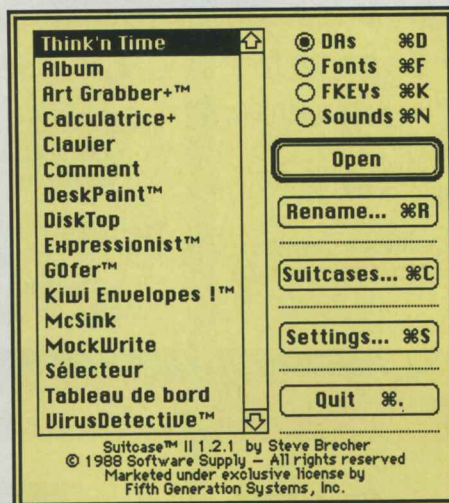 Think'n Time
Album
Art Grabber+™
Calculatrice+
Clavier
Comment
DeskPaint™
DiskTop
Expressionist™
GOfer™
Kiwi Envelopes !™
McSink
MockWrite
Sélecteur
Tableau de bord
VirusDetective™
DAs ⌘D
Fonts ⌘F
FKEYs ⌘K
Sounds ⌘N
Open
Rename... ⌘R
Suitcases... ⌘C
Settings... ⌘S
Quit ⌘.
Suitcase™ II 1.2.1 by Steve Brecher
© 1988 Software Supply — All rights reserved
Marketed under exclusive license by
Fifth Generation Systems, Inc.